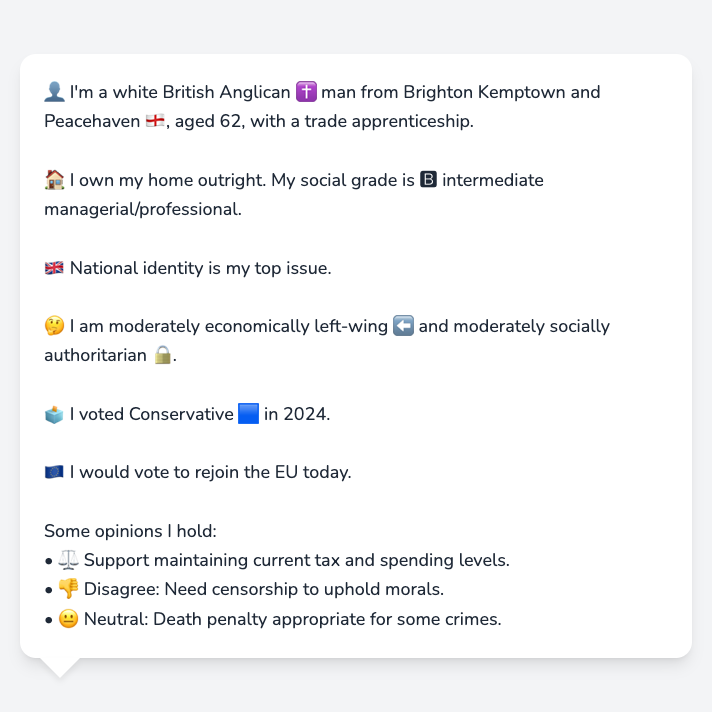 👤 I'm a white British Anglican ✝️ man from Brighton Kemptown and
Peacehaven 🏴󠁧󠁢󠁥󠁮󠁧󠁿, aged 62, with a trade apprenticeship.
🏠 I own my home outright. My social grade is 🅱 intermediate
managerial/professional.
🇬🇧 National identity is my top issue.
🤔 I am moderately economically left-wing ⬅️ and moderately socially
authoritarian 🔒.
🗳️ I voted Conservative 🟦 in 2024.
🇪🇺 I would vote to rejoin the EU today.
Some opinions I hold:
• ⚖️ Support maintaining current tax and spending levels.
• 👎 Disagree: Need censorship to uphold morals.
• 😐 Neutral: Death penalty appropriate for some crimes.